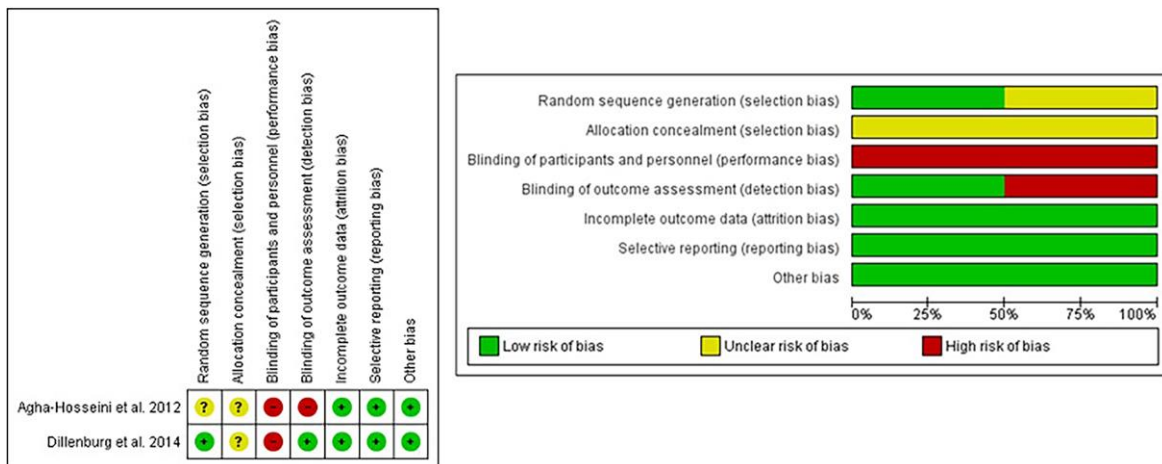 Random sequence generation (selection bias)
Allocation concealment (selection bias)
Blinding of participants and personnel (performance bias)
Blinding of outcome assessment (detection bias)
Incomplete outcome data (attrition bias)
Selective reporting (reporting bias)
Other bias
Agha-Hosseini et al. 2012 ? ? - - + + +
Dillenburg et al. 2014 + ? - + + + +
Random sequence generation (selection bias)
Allocation concealment (selection bias)
Blinding of participants and personnel (performance bias)
Blinding of outcome assessment (detection bias)
Incomplete outcome data (attrition bias)
Selective reporting (reporting bias)
Other bias
0% 25% 50% 75% 100%
Low risk of bias Unclear risk of bias High risk of bias